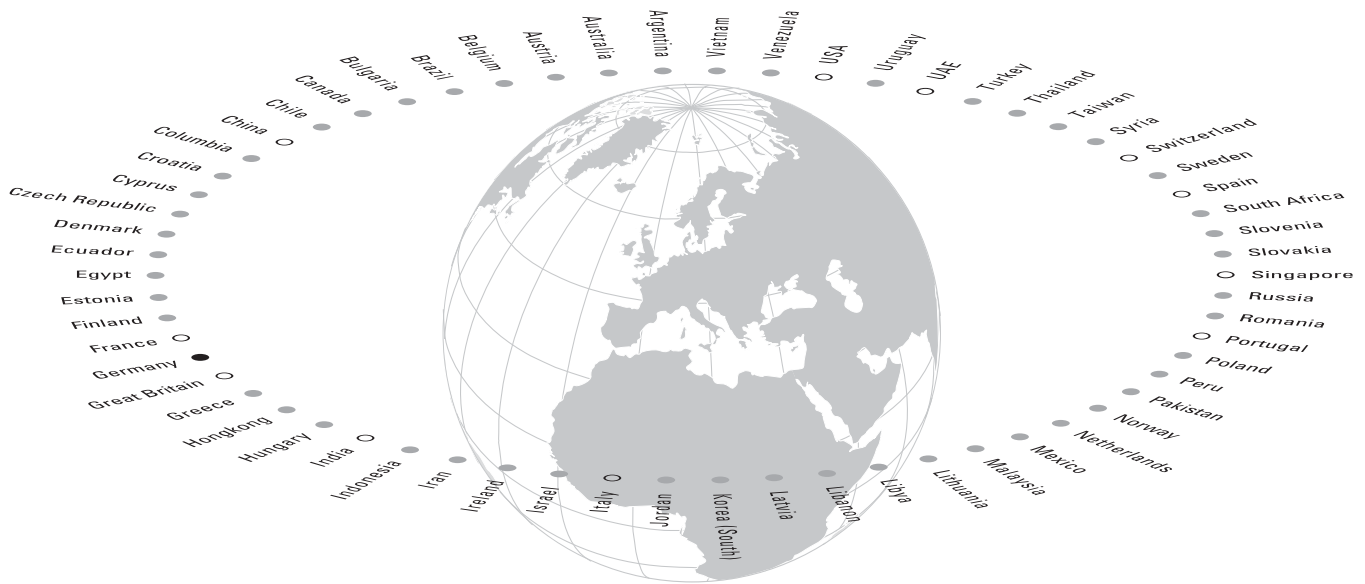 Argentina
Australia
Austria
Belgium
Brazil
Bulgaria
Canada
Chile
China
Columbia
Croatia
Cyprus
Czech Republic
Denmark
Ecuador
Egypt
Estonia
Finland
France
Germany
Great Britain
Greece
Hongkong
Hungary
India
Indonesia
Iran
Ireland
Israel
Italy
Jordan
Korea (South)
Latvia
Libanon
Libya
Lithuania
Malaysia
Mexico
Netherlands
Norway
Pakistan
Peru
Poland
Portugal
Romania
Russia
Singapore
Slovakia
Slovenia
South Africa
Spain
Sweden
Switzerland
Syria
Taiwan
Thailand
Turkey
UAE
Uruguay
USA
Venezuela
Vietnam